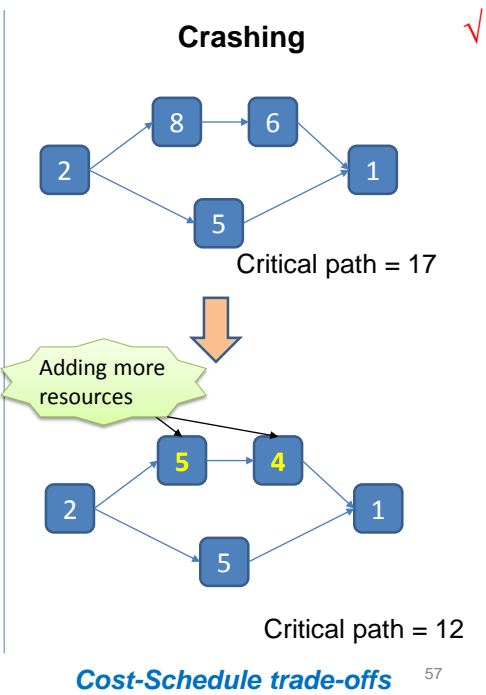 Crashing
√
8
6
2
1
5
Critical path = 17
Adding more
resources
5
4
2
1
5
Critical path = 12
Cost-Schedule trade-offs
57